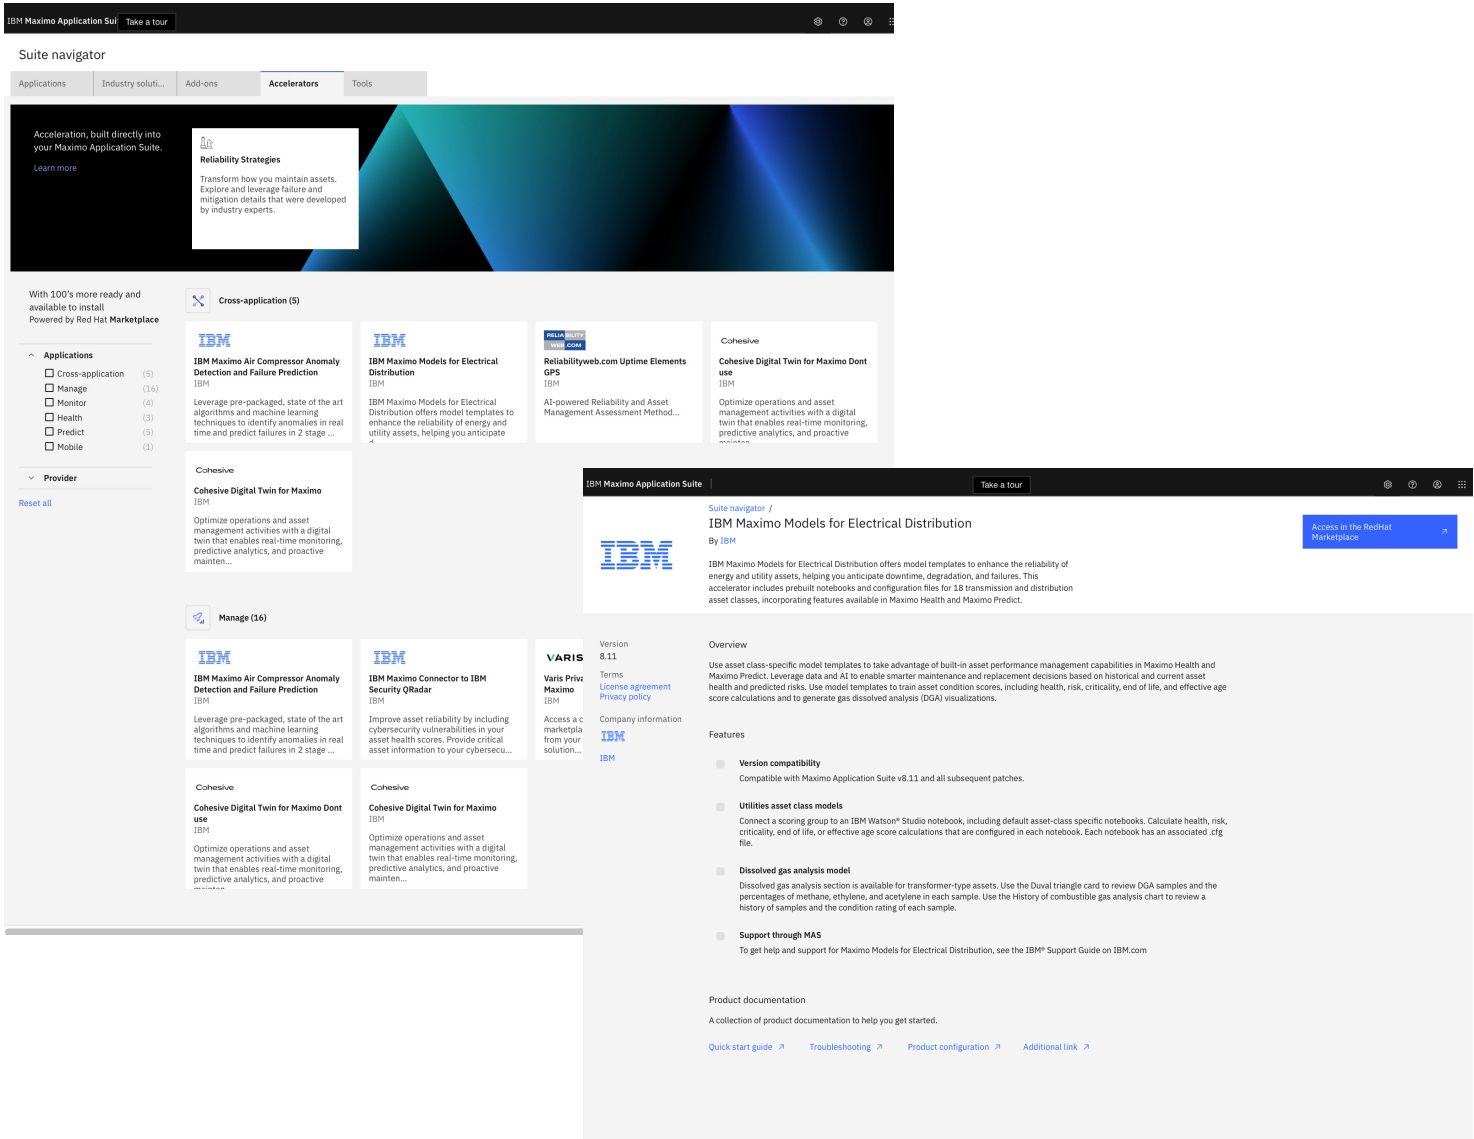 IBM Maximo Application Sui
Take a tour
Suite navigator
Applications
Industry soluti...
Add-ons
Accelerators
Tools
Acceleration, built directly into
your Maximo Application Suite.
Learn more
Reliability Strategies
Transform how you maintain assets.
Explore and leverage failure and
mitigation details that were developed
by industry experts.
With 100's more ready and
available to install
Powered by Red Hat Marketplace
Applications
Cross-application (5)
Manage (16)
Monitor (4)
Health (3)
Predict (5)
Mobile (1)
Provider
Reset all
Cross-application (5)
IBM
IBM Maximo Air Compressor Anomaly
Detection and Failure Prediction
IBM
Leverage pre-packaged, state of the art
algorithms and machine learning
techniques to identify anomalies in real
time and predict failures in 2 stage ...
IBM
IBM Maximo Models for Electrical
Distribution
IBM
IBM Maximo Models for Electrical
Distribution offers model templates to
enhance the reliability of energy and
utility assets, helping you anticipate
RELIABILITY
WEB.COM
Reliabilityweb.com Uptime Elements
GPS
IBM
AI-powered Reliability and Asset
Management Assessment Method...
Cohesive
Cohesive Digital Twin for Maximo Dont
use
IBM
Optimize operations and asset
management activities with a digital
twin that enables real-time monitoring,
predictive analytics, and proactive
Cohesive
Cohesive Digital Twin for Maximo
IBM
Optimize operations and asset
management activities with a digital
twin that enables real-time monitoring,
predictive analytics, and proactive
mainten...
Manage (16)
IBM
IBM Maximo Air Compressor Anomaly
Detection and Failure Prediction
IBM
Leverage pre-packaged, state of the art
algorithms and machine learning
techniques to identify anomalies in real
time and predict failures in 2 stage ...
IBM
IBM Maximo Connector to IBM
Security QRadar
IBM
Improve asset reliability by including
cybersecurity vulnerabilities in your
asset health scores. Provide critical
asset information to your cybersecu...
VARIS
Varis Priva
Maximo
IBM
Access a c
marketpla
from your
solution...
Cohesive
Cohesive Digital Twin for Maximo Dont
use
IBM
Optimize operations and asset
management activities with a digital
twin that enables real-time monitoring,
predictive analytics, and proactive
Cohesive
Cohesive Digital Twin for Maximo
IBM
Optimize operations and asset
management activities with a digital
twin that enables real-time monitoring,
predictive analytics, and proactive
mainten...
IBM Maximo Application Suite
Take a tour
Suite navigator /
IBM Maximo Models for Electrical Distribution
By IBM
IBM
IBM Maximo Models for Electrical Distribution offers model templates to enhance the reliability of
energy and utility assets, helping you anticipate downtime, degradation, and failures. This
accelerator includes prebuilt notebooks and configuration files for 18 transmission and distribution
asset classes, incorporating features available in Maximo Health and Maximo Predict.
Access in the RedHat
Marketplace
Version
8.11
Terms
License agreement
Privacy policy
Company information
IBM
IBM
Overview
Use asset class-specific model templates to take advantage of built-in asset performance management capabilities in Maximo Health and
Maximo Predict. Leverage data and AI to enable smarter maintenance and replacement decisions based on historical and current asset
health and predicted risks. Use model templates to train asset condition scores, including health, risk, criticality, end of life, and effective age
score calculations and to generate gas dissolved analysis (DGA) visualizations.
Features
Version compatibility
Compatible with Maximo Application Suite v8.11 and all subsequent patches.
Utilities asset class models
Connect a scoring group to an IBM Watson® Studio notebook, including default asset-class specific notebooks. Calculate health, risk,
criticality, end of life, or effective age score calculations that are configured in each notebook. Each notebook has an associated .cfg
file.
Dissolved gas analysis model
Dissolved gas analysis section is available for transformer-type assets. Use the Duval triangle card to review DGA samples and the
percentages of methane, ethylene, and acetylene in each sample. Use the History of combustible gas analysis chart to review a
history of samples and the condition rating of each sample.
Support through MAS
To get help and support for Maximo Models for Electrical Distribution, see the IBM® Support Guide on IBM.com
Product documentation
A collection of product documentation to help you get started.
Quick start guide
Troubleshooting
Product configuration
Additional link